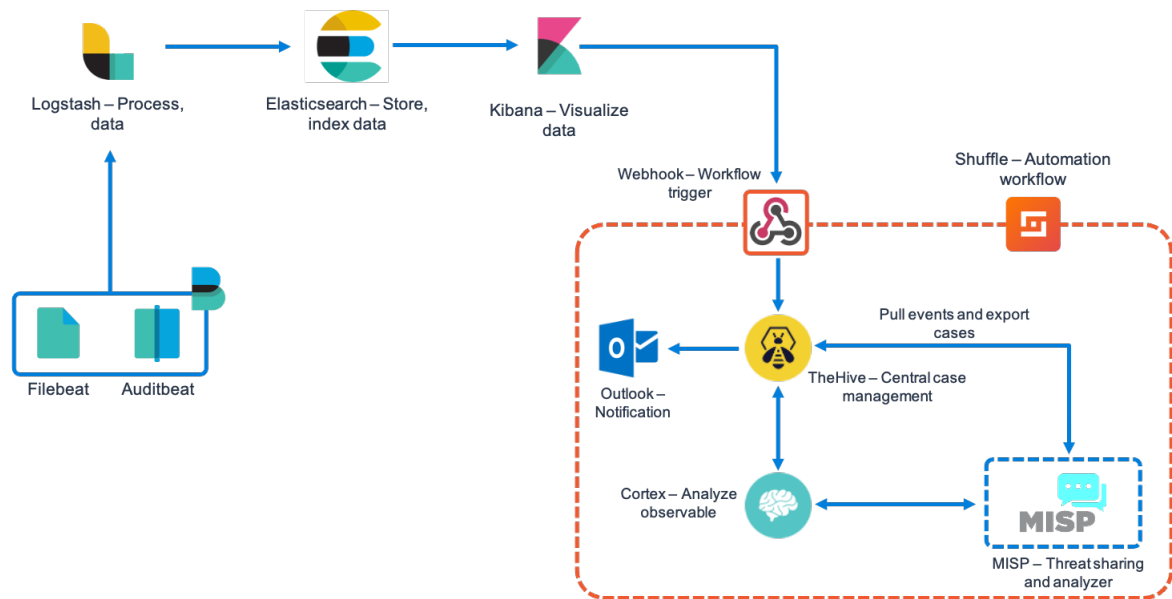 Logstash – Process,
data
Elasticsearch – Store,
index data
Kibana – Visualize
data
Webhook – Workflow
trigger
Shuffle – Automation
workflow
Filebeat
Auditbeat
Pull events and export
cases
O
Outlook –
Notification
TheHive – Central case
management
Cortex – Analyze
observable
MISP
MISP – Threat sharing
and analyzer